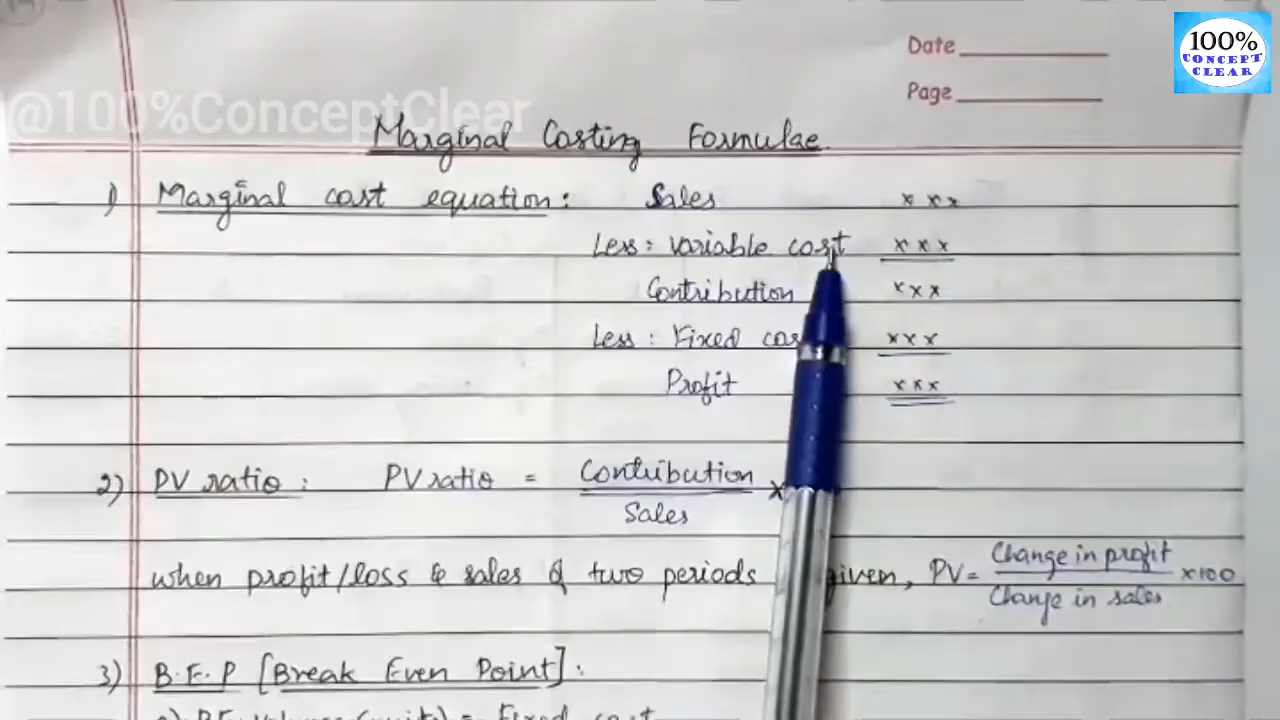 100%
CONCEPT
CLEAR
Date
Page
@100%ConceptClear
Marginal Costing Formulae
1) Marginal cost equation: Sales xxx
Less: Variable cost xxx
Contribution xxx
Less: Fixed xxx
Profit xxx
2) PV ratio: PV ratio = Contribution x
Sales
when profit/loss & sales of two periods given, PV = Change in profit x100
Change in sales
3) B.E.P [Break Even Point]:
Fixed cost